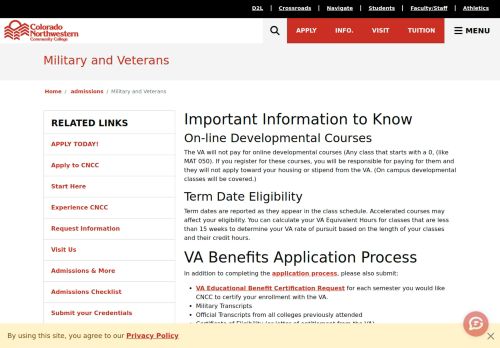 D2L | Crossroads | Navigate | Students | Faculty/Staff | Athletics
Colorado
Northwestern
Community College
APPLY INFO. VISIT TUITION MENU
Military and Veterans
Home / admissions / Military and Veterans
RELATED LINKS
APPLY TODAY!
Apply to CNCC
Start Here
Experience CNCC
Request Information
Visit Us
Admissions & More
Admissions Checklist
Submit your Credentials
Important Information to Know
On-line Developmental Courses
The VA will not pay for online developmental courses (Any class that starts with a 0, (like
MAT 050). If you register for these courses, you will be responsible for paying for them and
they will not apply toward your housing or stipend from the VA. (On campus developmental
classes will be covered.)
Term Date Eligibility
Term dates are reported as they appear in the class schedule. Accelerated courses may
affect your eligibility. You can calculate your VA Equivalent Hours for classes that are less
than 15 weeks to determine your VA rate of pursuit based on the length of your classes
and their credit hours.
VA Benefits Application Process
In addition to completing the application process, please also submit:
VA Educational Benefit Certification Request for each semester you would like
CNCC to certify your enrollment with the VA.
Military Transcripts
Official Transcripts from all colleges previously attended
Certificate of Eligibility (or letter of entitlement from the VA)
By using this site, you agree to our Privacy Policy
×